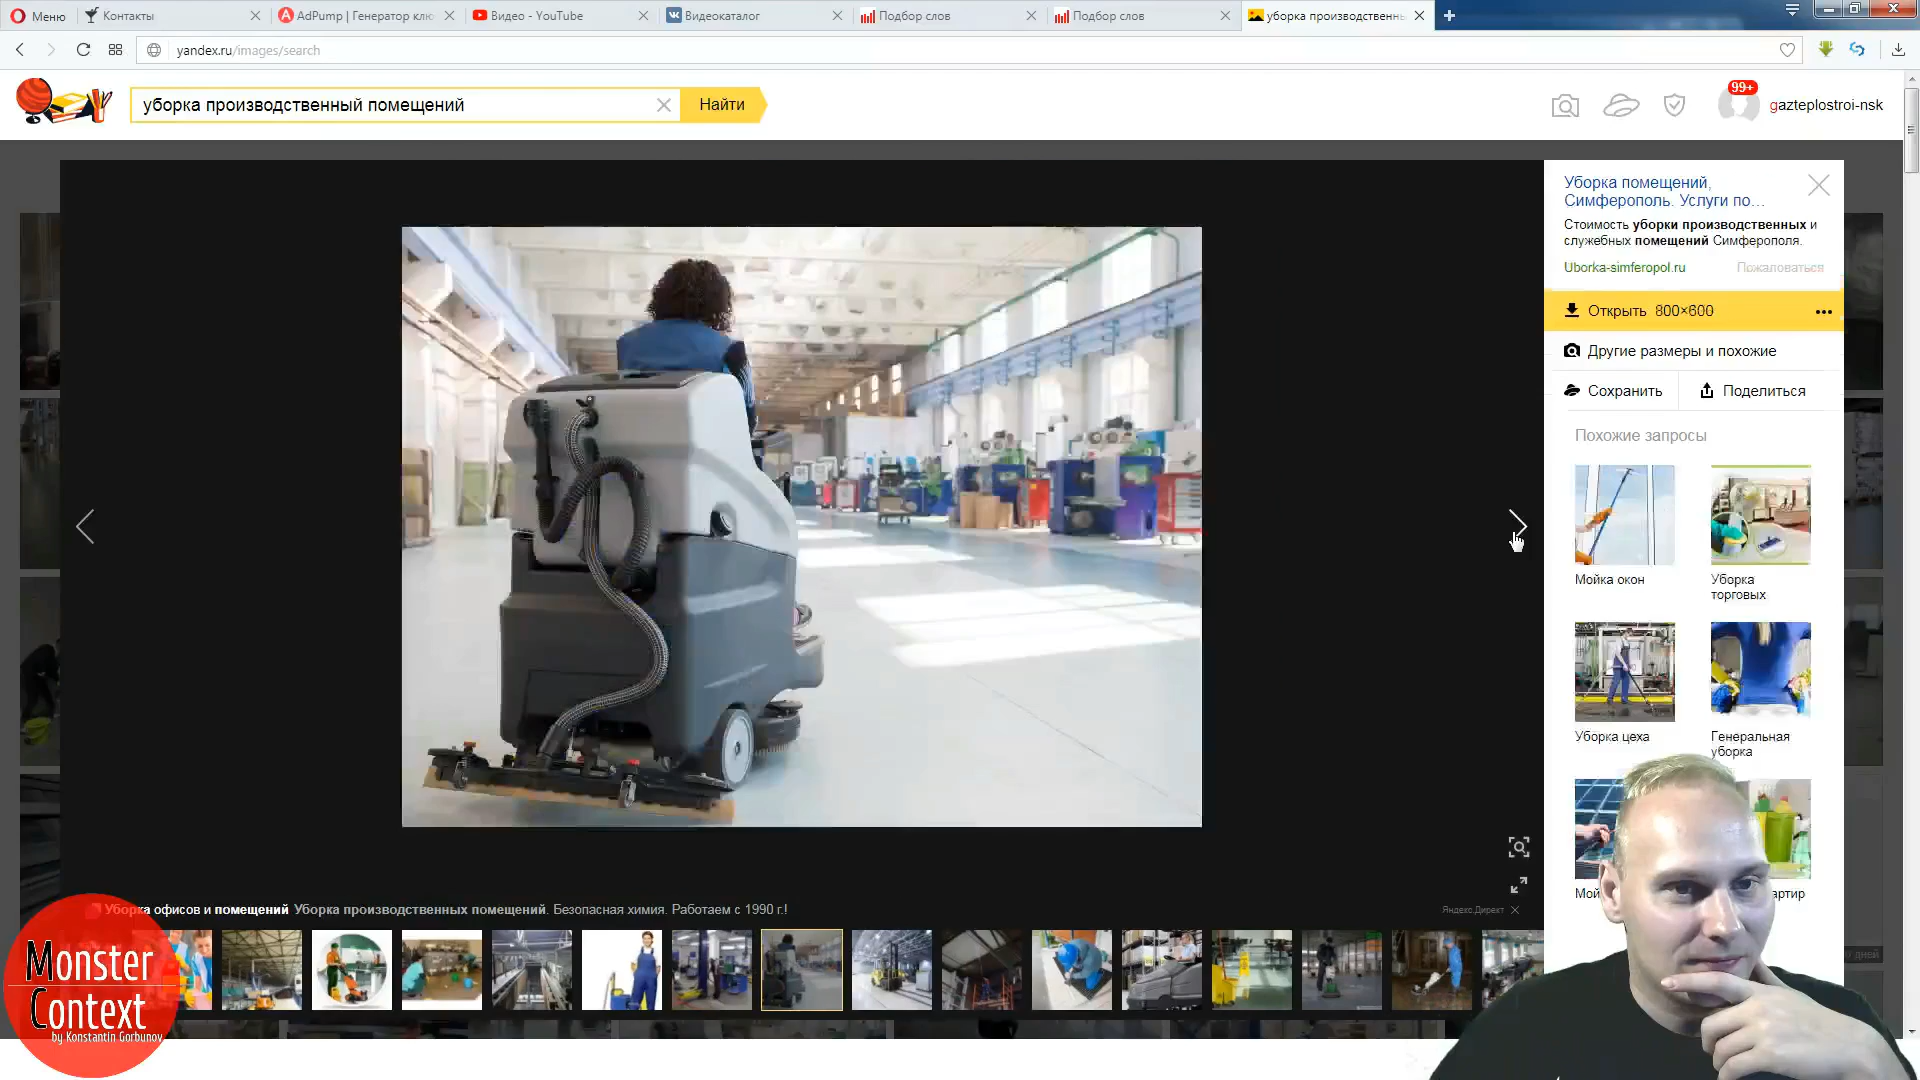 Меню
Контакты
AdPump | Генератор клю
Видео - YouTube
Видеокаталог
Подбор слов
Подбор слов
уборка производственны
yandex.ru/images/search
уборка производственный помещений
Найти
99+
gazteplostroi-nsk
Уборка помещений,
Симферополь. Услуги по…
Стоимость уборки производственных и
служебных помещений Симферополя.
Uborka-simferopol.ru
Пожаловаться
Открыть 800×600
Другие размеры и похожие
Сохранить
Поделиться
Похожие запросы
Мойка окон
Уборка
торговых
Уборка цеха
Генеральная
уборка
Мой
артир
Уборка офисов и помещений Уборка производственных помещений. Безопасная химия. Работаем с 1990 г.!
Яндекс.Директ
Monster
Context
by Konstantin Gorbunov